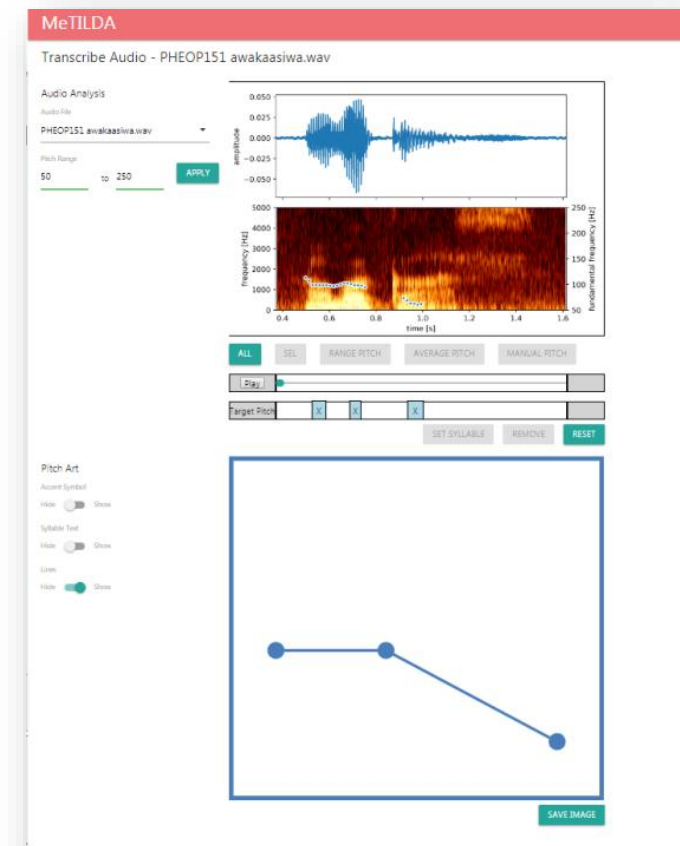 MeTILDA
Transcribe Audio - PHEOP151 awakaasiwa.wav
Audio Analysis
Audio File
PHEOP151 awakaasiwa.wav
Pitch Range
50 to 250 APPLY
0.050
0.025
0.000
−0.025
−0.050
amplitude
5000
4000
3000
2000
1000
0
frequency [Hz]
250
200
150
100
50
fundamental frequency [Hz]
0.4 0.6 0.8 1.0 1.2 1.4 1.6
time [s]
ALL SEL RANGE PITCH AVERAGE PITCH MANUAL PITCH
Play
Target Pitch X X X
SET SYLLABLE REMOVE RESET
Pitch Art
Accent Symbol
Hide Show
Syllable Text
Hide Show
Lines
Hide Show
SAVE IMAGE